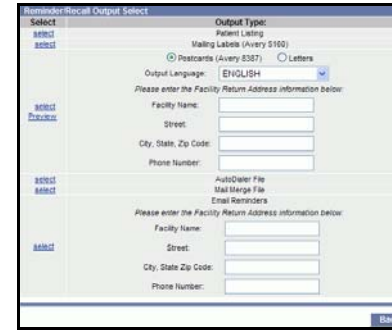 Reminder/Recall Output Select
Select Output Type:
select Patient Listing
select Mailing Labels (Avery 5160)
Postcards (Avery 8387) Letters
Output Language: ENGLISH
Please enter the Facility Return Address information below:
Facility Name:
select
Preview
Street:
City, State, Zip Code:
Phone Number:
select AutoDialer File
select Mail Merge File
Email Reminders
Please enter the Facility Return Address information below:
Facility Name:
select Street:
City, State Zip Code:
Phone Number: